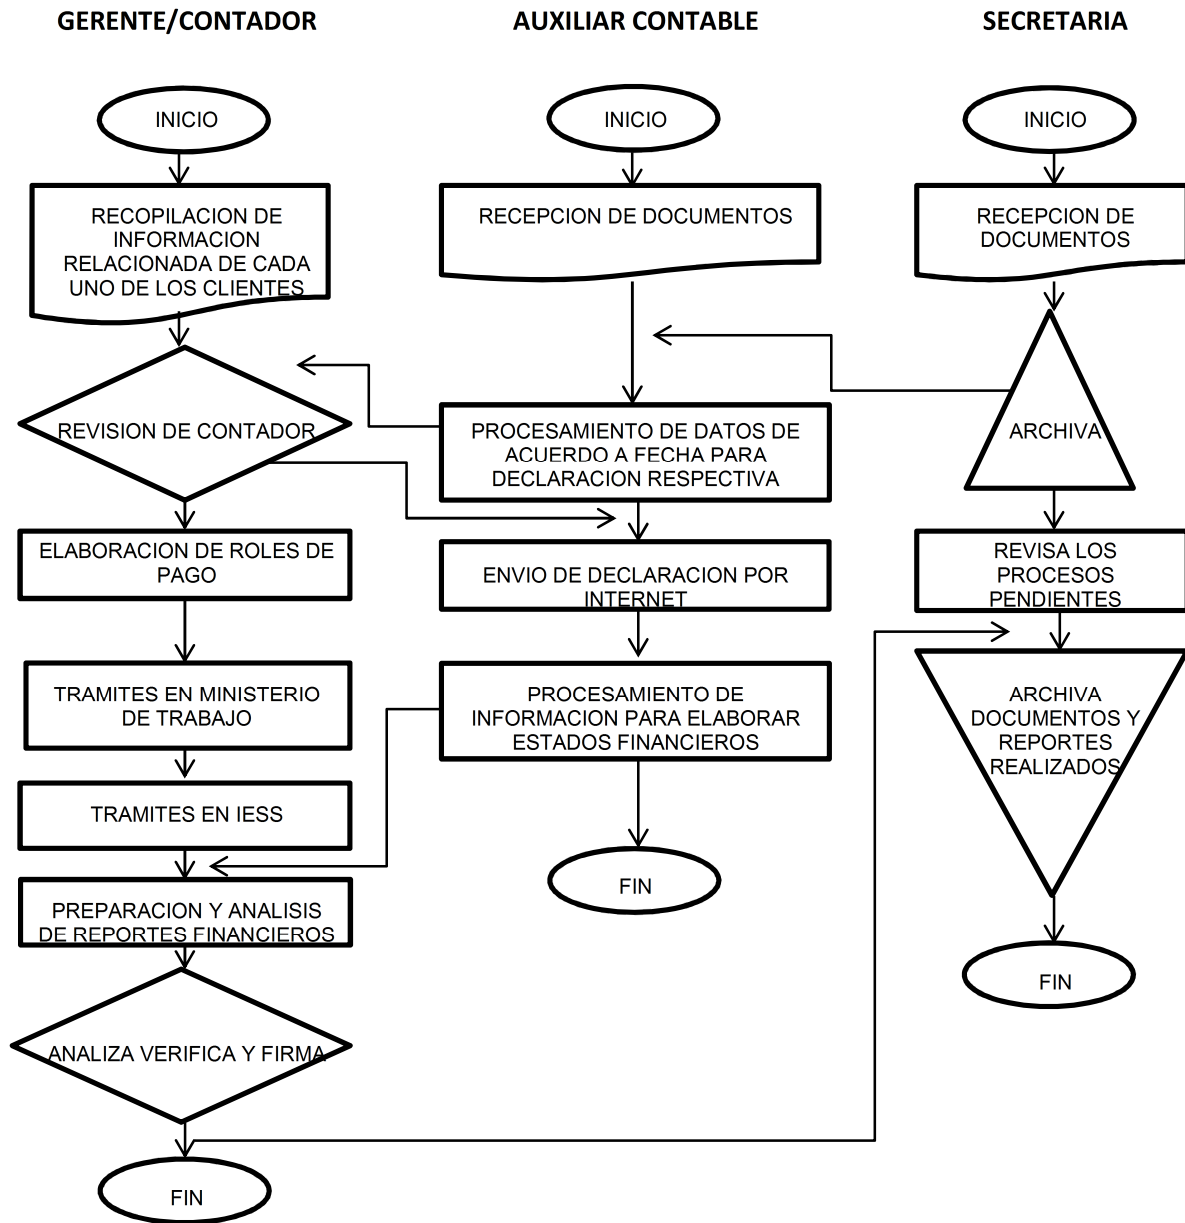 GERENTE/CONTADOR
AUXILIAR CONTABLE
SECRETARIA
INICIO
RECOPILACION DE
INFORMACION
RELACIONADA DE CADA
UNO DE LOS CLIENTES
REVISION DE CONTADOR
ELABORACION DE ROLES DE
PAGO
TRAMITES EN MINISTERIO
DE TRABAJO
TRAMITES EN IESS
PREPARACION Y ANALISIS
DE REPORTES FINANCIEROS
ANALIZA VERIFICA Y FIRMA
FIN
INICIO
RECEPCION DE DOCUMENTOS
PROCESAMIENTO DE DATOS DE
ACUERDO A FECHA PARA
DECLARACION RESPECTIVA
ENVIO DE DECLARACION POR
INTERNET
PROCESAMIENTO DE
INFORMACION PARA ELABORAR
ESTADOS FINANCIEROS
FIN
INICIO
RECEPCION DE
DOCUMENTOS
ARCHIVA
REVISA LOS
PROCESOS
PENDIENTES
ARCHIVA
DOCUMENTOS Y
REPORTES
REALIZADOS
FIN